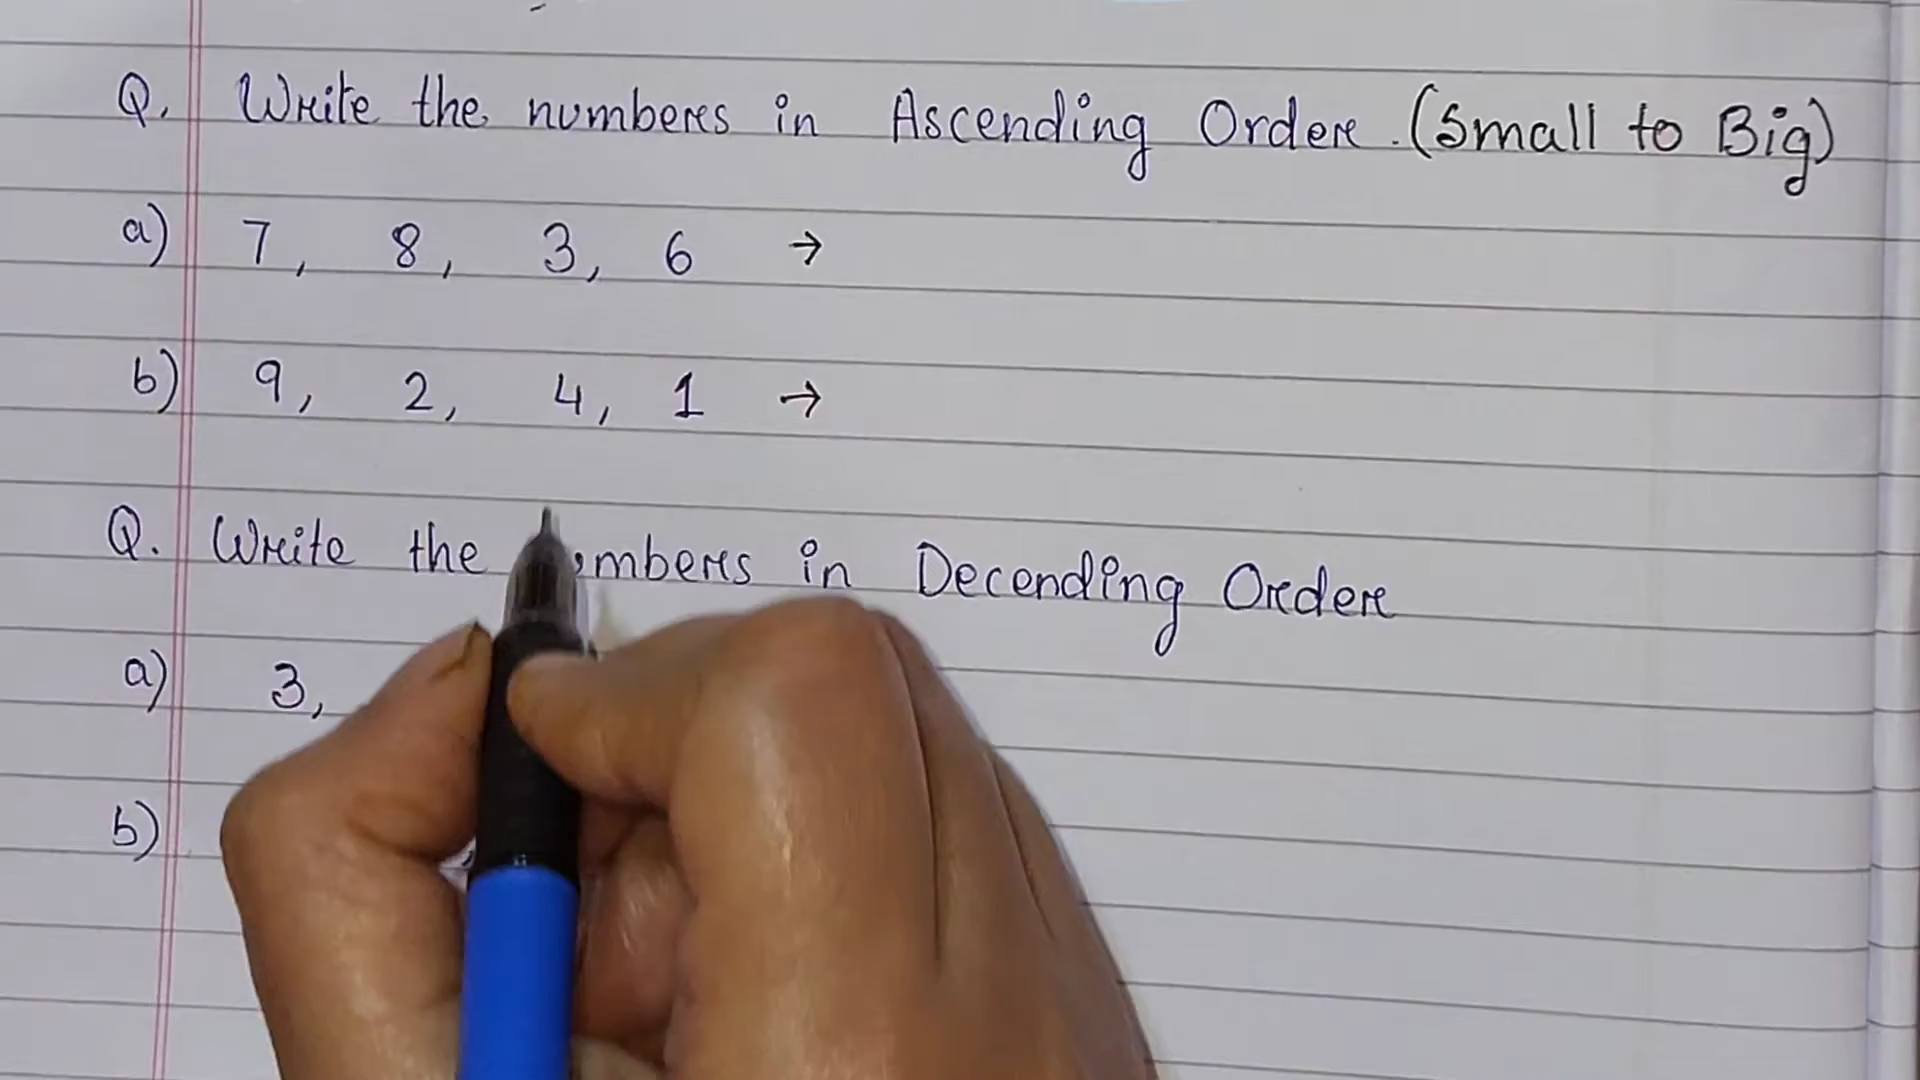 Q. Write the numbers in Ascending Order. (Small to Big)
a) 7, 8, 3, 6 →
b) 9, 2, 4, 1 →
Q. Write the in Decending Order
a) 3,
b)